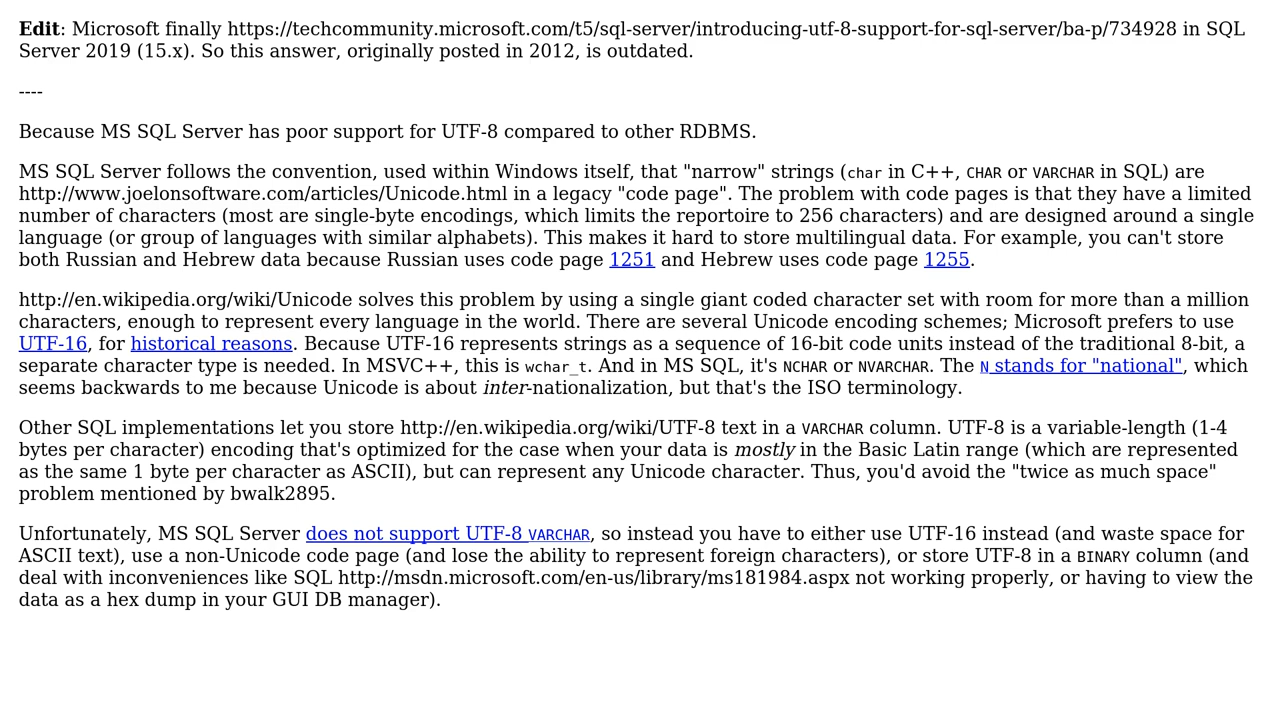 Edit: Microsoft finally https://techcommunity.microsoft.com/t5/sql-server/introducing-utf-8-support-for-sql-server/ba-p/734928 in SQL
Server 2019 (15.x). So this answer, originally posted in 2012, is outdated.
----
Because MS SQL Server has poor support for UTF-8 compared to other RDBMS.
MS SQL Server follows the convention, used within Windows itself, that "narrow" strings (char in C++, CHAR or VARCHAR in SQL) are
http://www.joelonsoftware.com/articles/Unicode.html in a legacy "code page". The problem with code pages is that they have a limited
number of characters (most are single-byte encodings, which limits the reportoire to 256 characters) and are designed around a single
language (or group of languages with similar alphabets). This makes it hard to store multilingual data. For example, you can't store
both Russian and Hebrew data because Russian uses code page 1251 and Hebrew uses code page 1255.
http://en.wikipedia.org/wiki/Unicode solves this problem by using a single giant coded character set with room for more than a million
characters, enough to represent every language in the world. There are several Unicode encoding schemes; Microsoft prefers to use
UTF-16, for historical reasons. Because UTF-16 represents strings as a sequence of 16-bit code units instead of the traditional 8-bit, a
separate character type is needed. In MSVC++, this is wchar_t. And in MS SQL, it's NCHAR or NVARCHAR. The N stands for "national", which
seems backwards to me because Unicode is about inter-nationalization, but that's the ISO terminology.
Other SQL implementations let you store http://en.wikipedia.org/wiki/UTF-8 text in a VARCHAR column. UTF-8 is a variable-length (1-4
bytes per character) encoding that's optimized for the case when your data is mostly in the Basic Latin range (which are represented
as the same 1 byte per character as ASCII), but can represent any Unicode character. Thus, you'd avoid the "twice as much space"
problem mentioned by bwalk2895.
Unfortunately, MS SQL Server does not support UTF-8 VARCHAR, so instead you have to either use UTF-16 instead (and waste space for
ASCII text), use a non-Unicode code page (and lose the ability to represent foreign characters), or store UTF-8 in a BINARY column (and
deal with inconveniences like SQL http://msdn.microsoft.com/en-us/library/ms181984.aspx not working properly, or having to view the
data as a hex dump in your GUI DB manager).